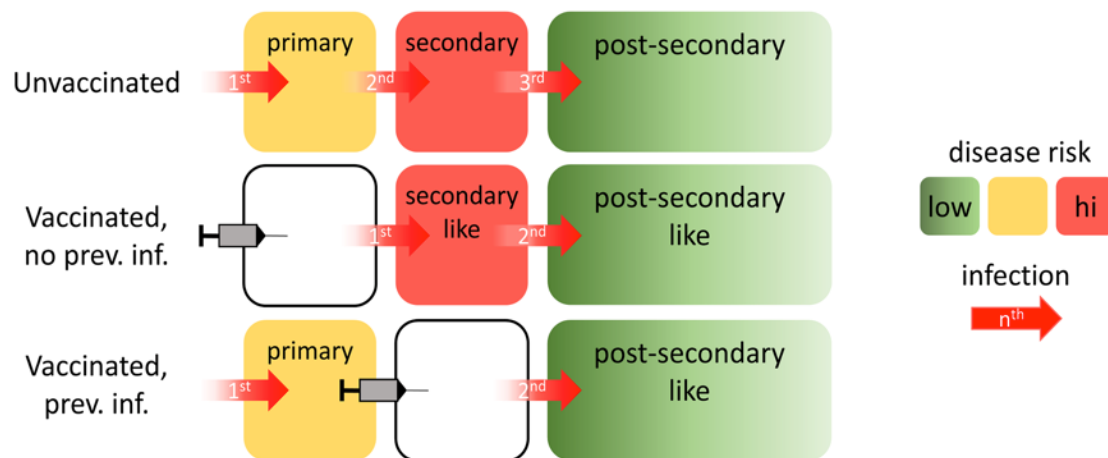 primary
secondary
post-secondary
Unvaccinated
1st
2nd
3rd
disease risk
low
hi
Vaccinated,
no prev. inf.
secondary
like
post-secondary
like
1st
2nd
infection
nth
Vaccinated,
prev. inf.
primary
post-secondary
like
1st
2nd